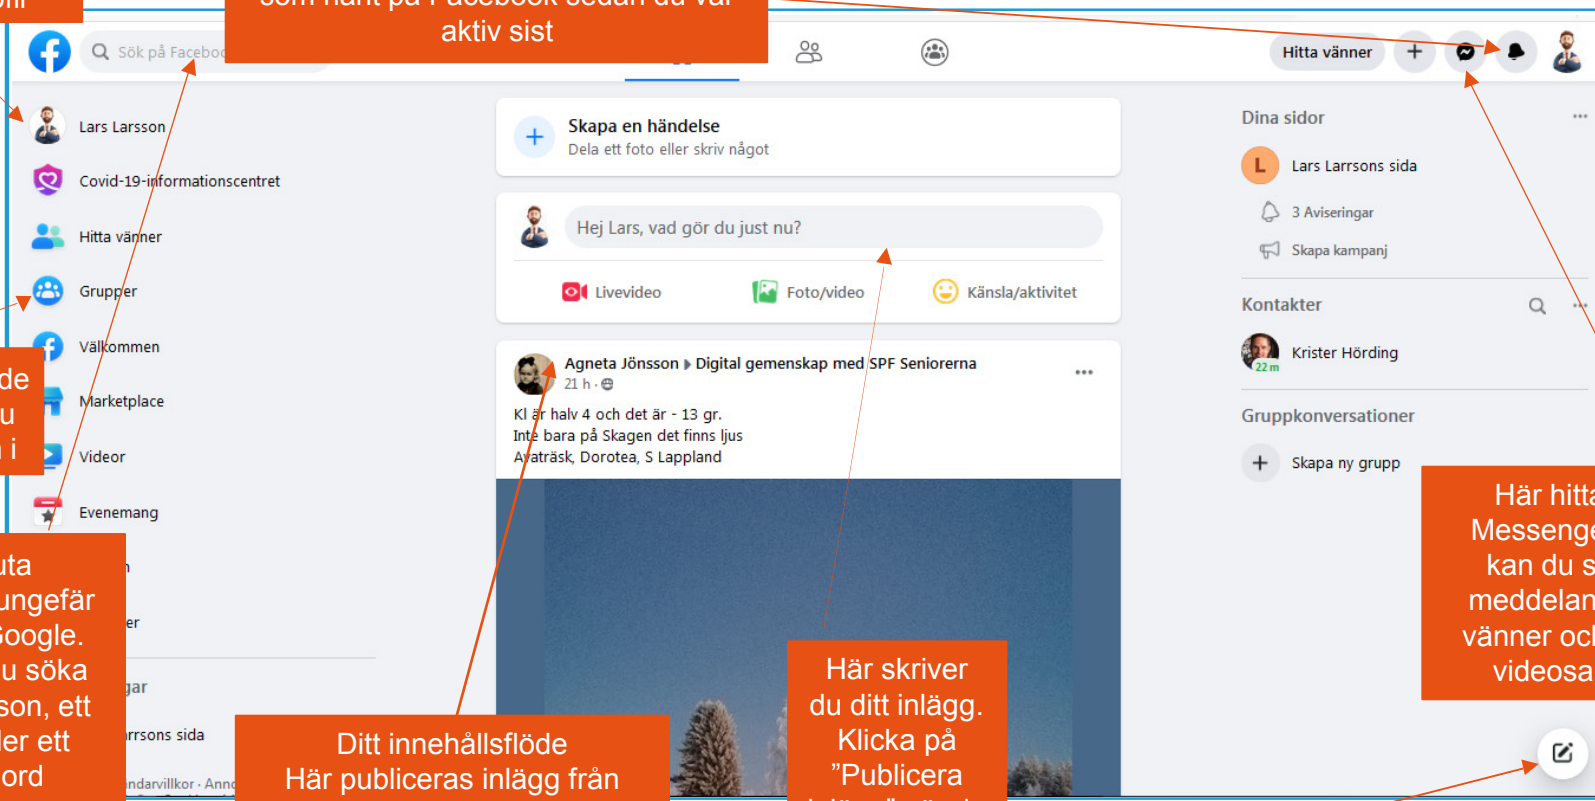 som hänt på Facebook sedan du var
aktiv sist
Sök på
Hitta vänner
Lars Larsson
Covid-19-informationscentret
Hitta vänner
Grupper
Välkommen
Marketplace
Videor
Evenemang
de
u
i
ungefär
Google.
u söka
son, ett
ett
ord
rrsons sida
ndarvillkor · Anno
Skapa en händelse
Dela ett foto eller skriv något
Hej Lars, vad gör du just nu?
Livevideo
Foto/video
Känsla/aktivitet
Agneta Jönsson Digital gemenskap med SPF Seniorerna
21 h ·
Kl är halv 4 och det är - 13 gr.
Inte bara på Skagen det finns ljus
Avaträsk, Dorotea, S Lappland
Ditt innehållsflöde
Här publiceras inlägg från
Här skriver
du ditt inlägg.
Klicka på
”Publicera
Dina sidor
L
Lars Larrsons sida
3 Aviseringar
Skapa kampanj
Kontakter
Krister Hörding
22 m
Gruppkonversationer
Skapa ny grupp
Här hitta
Messenge
kan du s
meddelan
vänner och
videosa